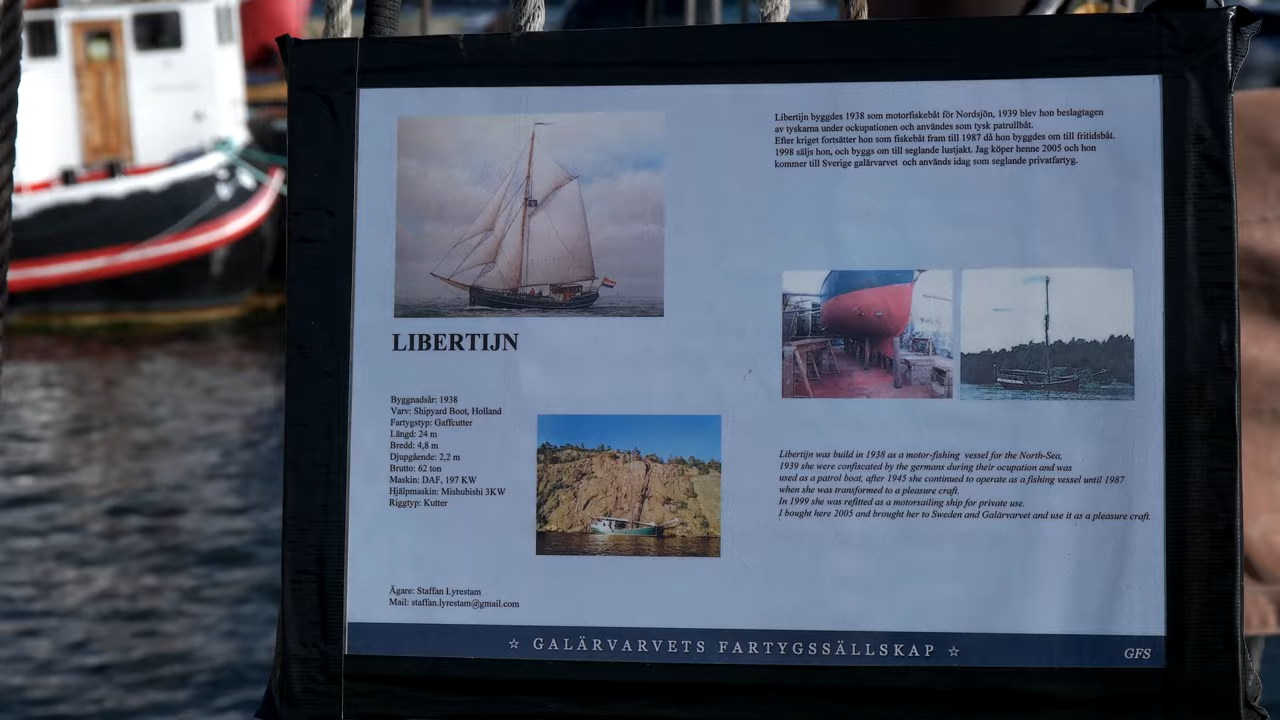 Libertijn byggdes 1938 som motorfiskebåt för Nordsjön, 1939 blev hon beslagtagen
av tyskarna under ockupationen och användes som tysk patrullbåt.
Efter kriget fortsätter hon som fiskebåt fram till 1987 då hon byggdes om till fritidsbåt.
1998 säljs hon, och byggs om till seglande lustjakt. Jag köper henne 2005 och hon
kommer till Sverige galärvarvet och används idag som seglande privatfartyg.
LIBERTIJN
Byggnadsår: 1938
Varv: Shipyard Boot, Holland
Fartygstyp: Gaffcutter
Längd: 24 m
Bredd: 4,8 m
Djupgående: 2,2 m
Brutto: 62 ton
Maskin: DAF, 197 KW
Hjälpmaskin: Mishubishi 3KW
Riggtyp: Kutter
Libertijn was build in 1938 as a motor-fishing vessel for the North-Sea,
1939 she were confiscated by the germans during their ocupation and was
used as a patrol boat, after 1945 she continued to operate as a fishing vessel until 1987
when she was transformed to a pleasure craft.
In 1999 she was refitted as a motorsailing ship for private use.
I bought here 2005 and brought her to Sweden and Galärvarvet and use it as a pleasure craft.
Ägare: Staffan Lyrestam
Mail: staffan.lyrestam@gmail.com
☆ GALÄRVARVETS FARTYGSSÄLLSKAP ☆
GFS